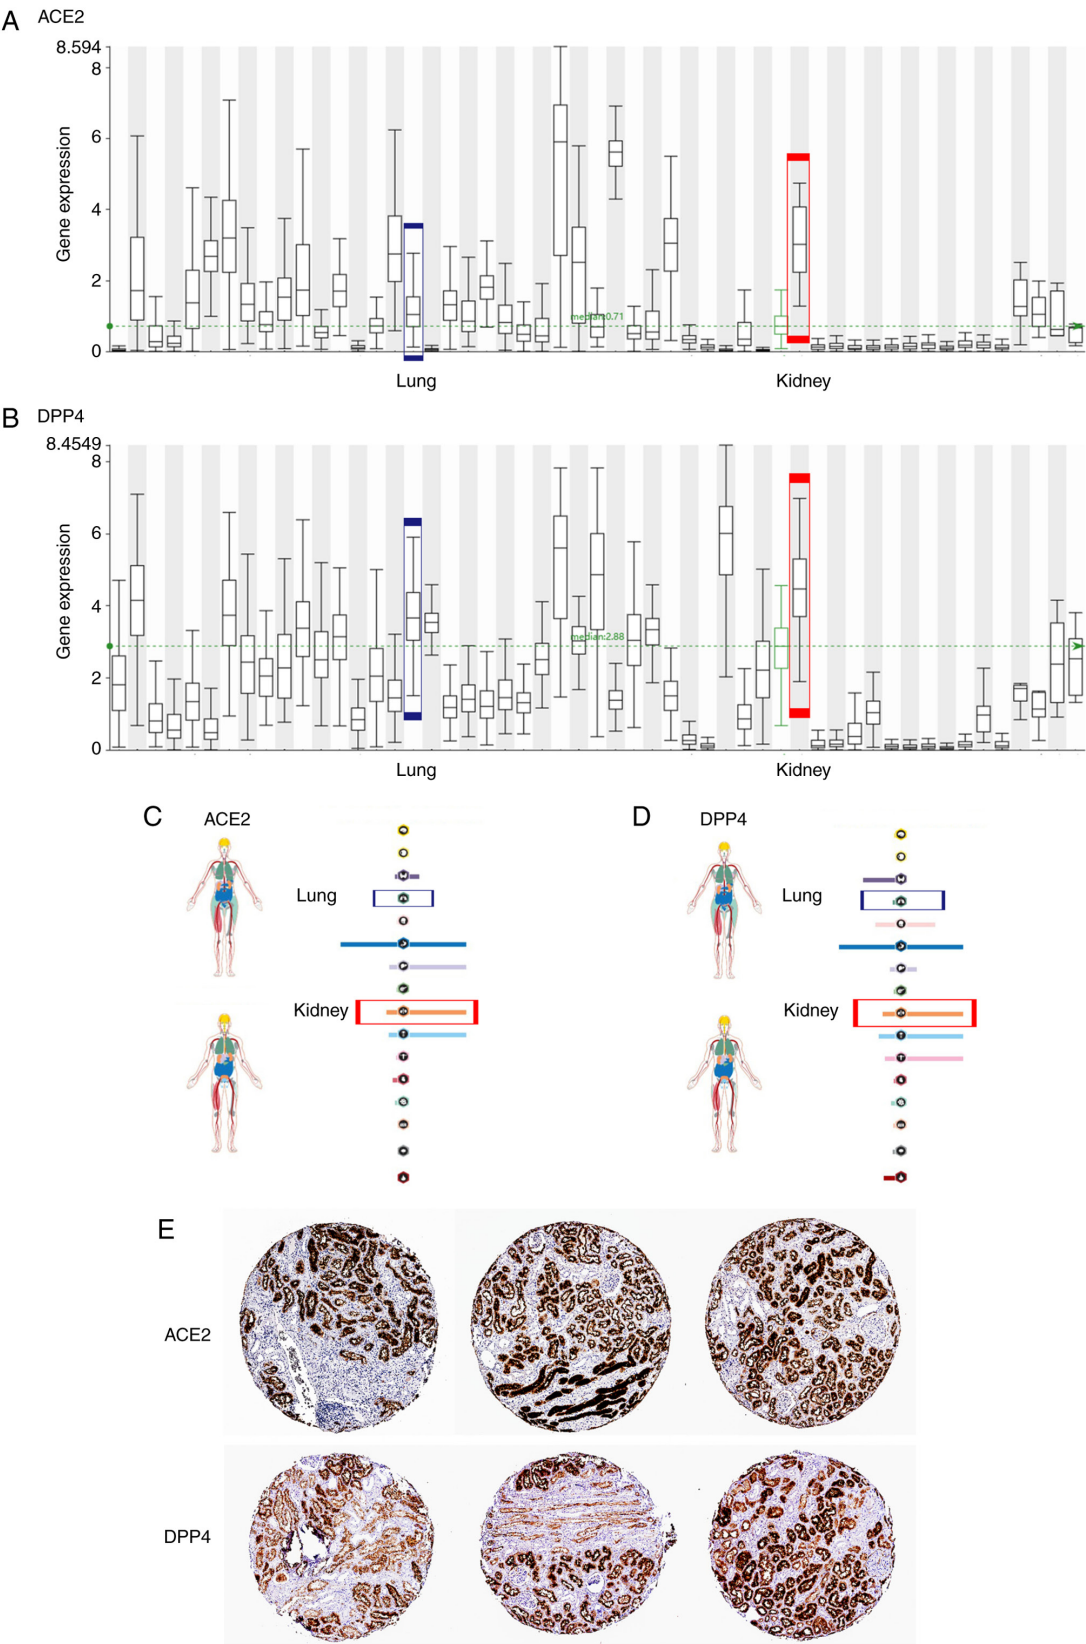 A ACE2
8.594
8
6
4
2
0
Gene expression
median:0.71
Lung Kidney
B DPP4
8.4549
8
6
4
2
0
Gene expression
median:2.88
Lung Kidney
C ACE2
Lung
Kidney
D DPP4
Lung
Kidney
E
ACE2
DPP4